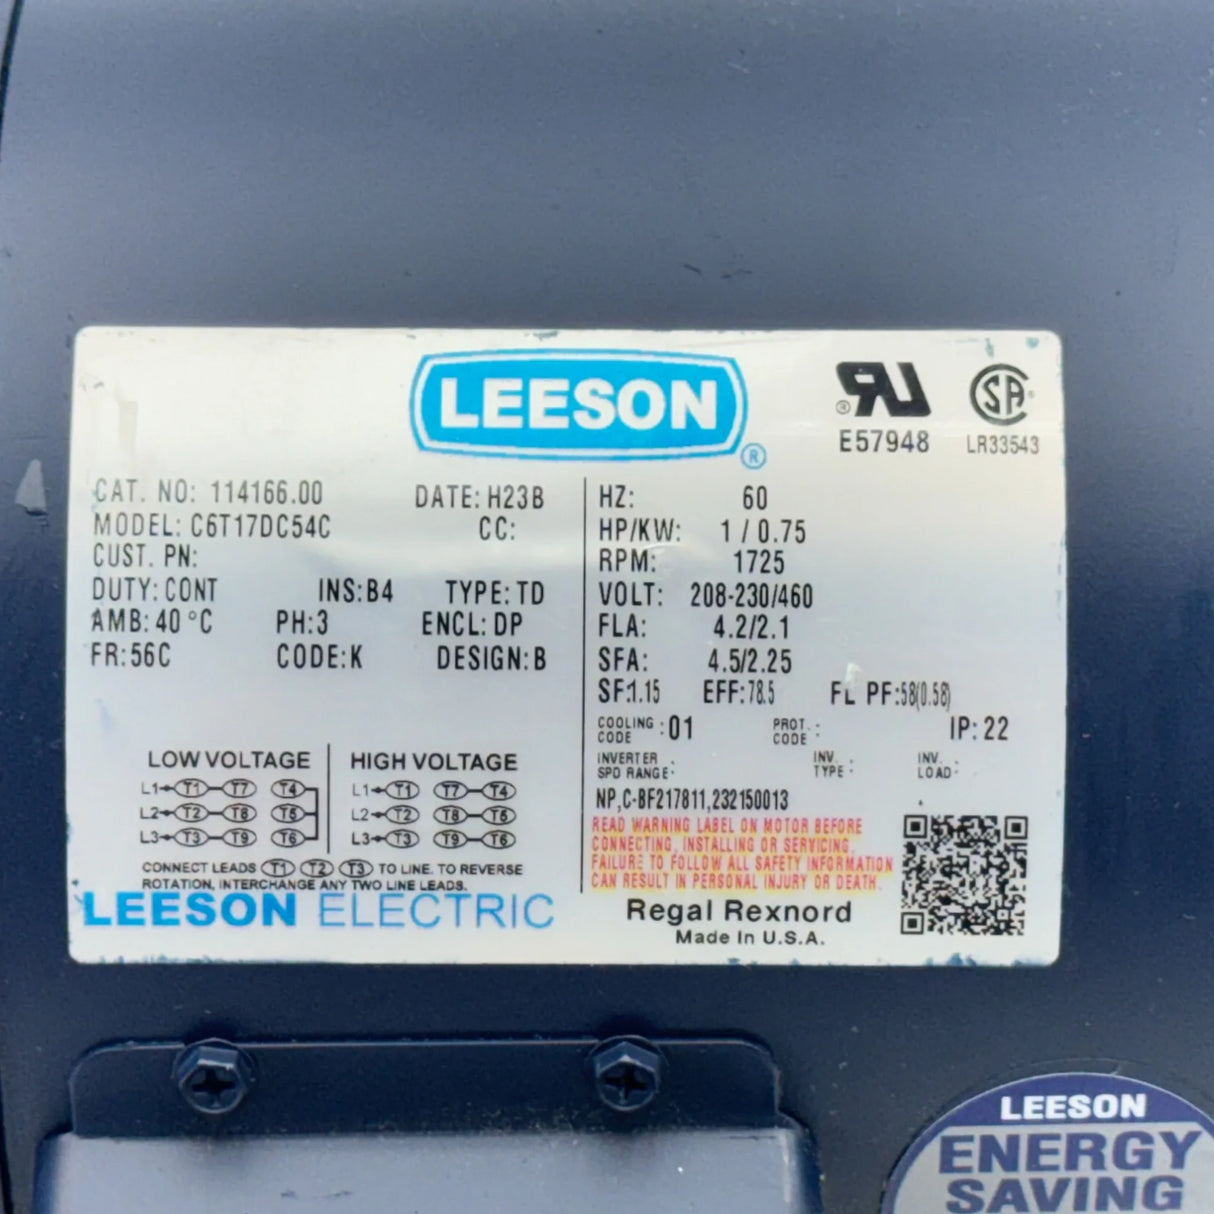 LEESON
®
E57948
LR33543
CAT. NO: 114166.00 DATE: H23B
MODEL: C6T17DC54C CC:
CUST. PN:
DUTY: CONT INS: B4 TYPE: TD
AMB: 40 °C PH: 3 ENCL: DP
FR: 56C CODE: K DESIGN: B
LOW VOLTAGE HIGH VOLTAGE
L1 T1 T7 T4 L1 T1 T7 T4
L2 T2 T8 T5 L2 T2 T8 T5
L3 T3 T9 T6 L3 T3 T9 T6
CONNECT LEADS T1 T2 T3 TO LINE. TO REVERSE
ROTATION, INTERCHANGE ANY TWO LINE LEADS.
LEESON ELECTRIC
HZ: 60
HP/KW: 1 / 0.75
RPM: 1725
VOLT: 208-230/460
FLA: 4.2/2.1
SFA: 4.5/2.25
SF:1.15 EFF: 78.5 FL PF:58(0.58)
COOLING CODE : 01 PROT. CODE : IP: 22
INVERTER SPD RANGE: INV. TYPE : INV. LOAD:
NP,C-BF217811,232150013
READ WARNING LABEL ON MOTOR BEFORE
CONNECTING, INSTALLING OR SERVICING.
FAILURE TO FOLLOW ALL SAFETY INFORMATION
CAN RESULT IN PERSONAL INJURY OR DEATH.
Regal Rexnord
Made In U.S.A.
LEESON
ENERGY
SAVING